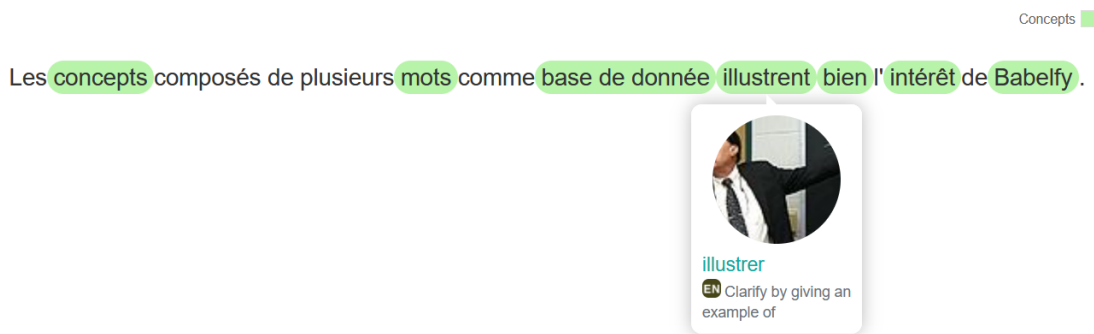 Concepts
Les concepts composés de plusieurs mots comme base de donnée illustrent bien l' intérêt de Babelfy .
illustrer
EN Clarify by giving an
example of